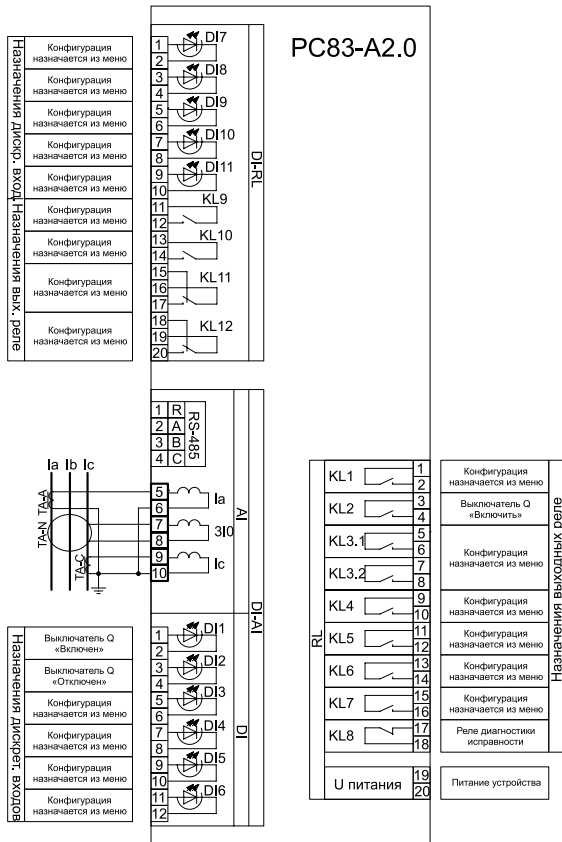 PC83-A2.0
Назначения дискр. вход.
Назначения вых. реле
Конфигурация
назначается из меню
Конфигурация
назначается из меню
Конфигурация
назначается из меню
Конфигурация
назначается из меню
Конфигурация
назначается из меню
Конфигурация
назначается из меню
Конфигурация
назначается из меню
Конфигурация
назначается из меню
Конфигурация
назначается из меню
1 DI7
2
3 DI8
4
5 DI9
6
7 DI10
8
9 DI11
10
11 KL9
12
13 KL10
14
15
16 KL11
17
18
19 KL12
20
DI-RL
1 R
2 A
3 B
4 C
RS-485
Ia Ib Ic
TA-A
TA-N
TA-C
5
6 Ia
7
8 3I0
9
10 Ic
AI
DI-AI
Назначения дискрет. входов
Выключатель Q
«Включен»
Выключатель Q
«Отключен»
Конфигурация
назначается из меню
Конфигурация
назначается из меню
Конфигурация
назначается из меню
Конфигурация
назначается из меню
1 DI1
2
3 DI2
4
5 DI3
6
7 DI4
8
9 DI5
10
11 DI6
12
DI
RL
KL1 1
2
KL2 3
4
KL3.1 5
6
KL3.2 7
8
KL4 9
10
KL5 11
12
KL6 13
14
KL7 15
16
KL8 17
18
U питания 19
20
Конфигурация
назначается из меню
Выключатель Q
«Включить»
Конфигурация
назначается из меню
Конфигурация
назначается из меню
Конфигурация
назначается из меню
Конфигурация
назначается из меню
Конфигурация
назначается из меню
Реле диагностики
исправности
Питание устройства
Назначения выходных реле